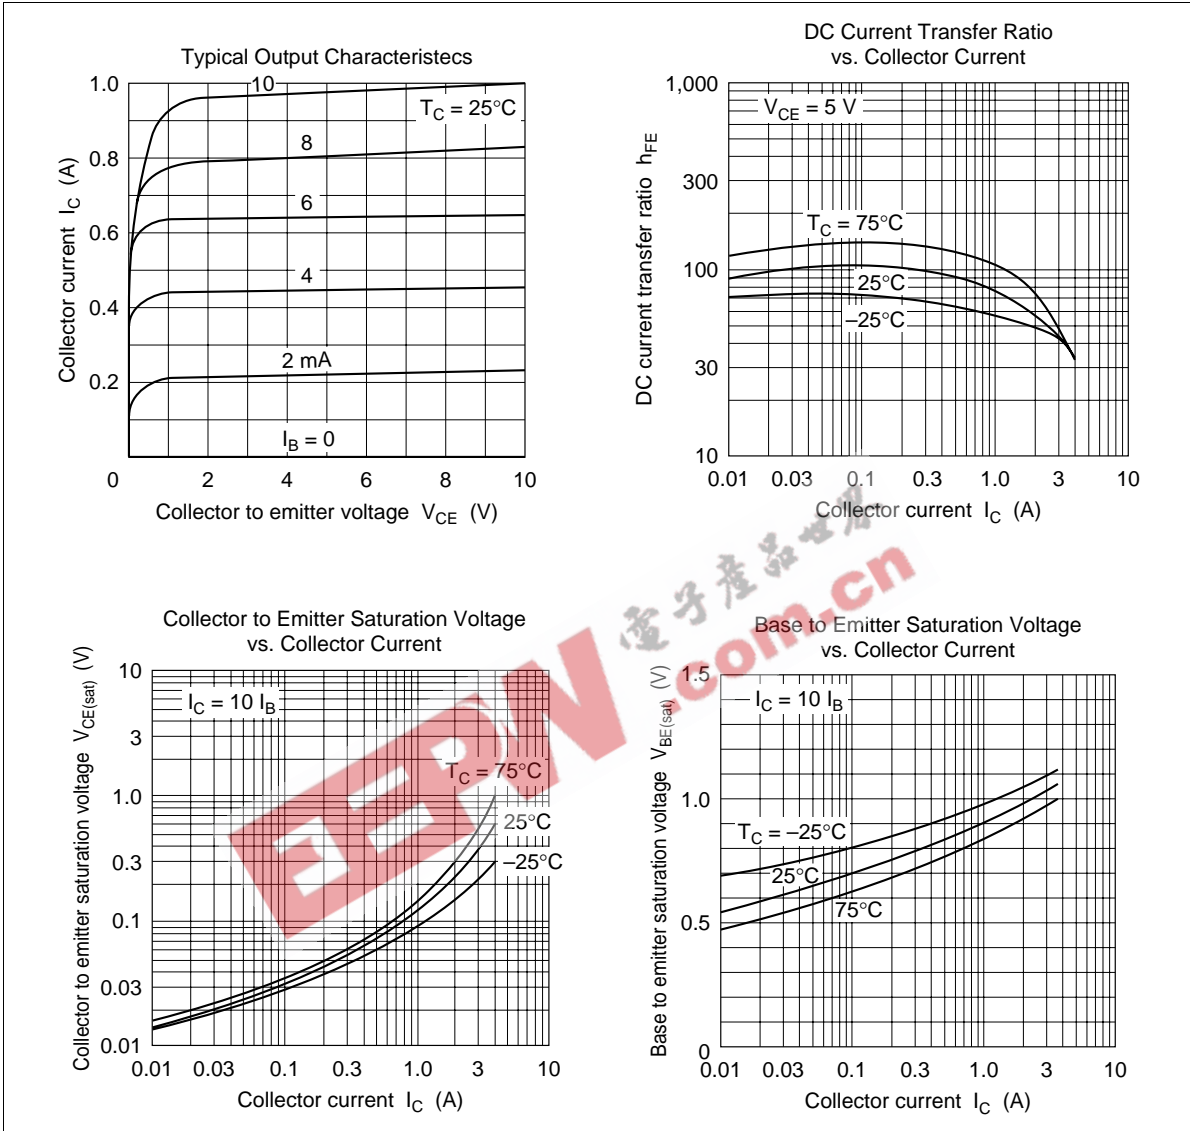 Typical Output Characteristecs
1.0
0.8
0.6
0.4
0.2
0
2
4
6
8
10
10
T_C = 25°C
8
6
4
2 mA
I_B = 0
Collector current I_C (A)
Collector to emitter voltage V_CE (V)
DC Current Transfer Ratio
vs. Collector Current
1,000
300
100
30
10
V_CE = 5 V
T_C = 75°C
25°C
–25°C
0.01
0.03
0.1
0.3
1.0
3
10
DC current transfer ratio h_FE
Collector current I_C (A)
電子產品世界
EEPW.com.cn
Collector to Emitter Saturation Voltage
vs. Collector Current
10
3
1.0
0.3
0.1
0.03
0.01
I_C = 10 I_B
T_C = 75°C
25°C
–25°C
0.01
0.03
0.1
0.3
1.0
3
10
Collector to emitter saturation voltage V_CE(sat) (V)
Collector current I_C (A)
Base to Emitter Saturation Voltage
vs. Collector Current
1.5
1.0
0.5
0
I_C = 10 I_B
T_C = –25°C
25°C
75°C
0.01
0.03
0.1
0.3
1.0
3
10
Base to emitter saturation voltage V_BE(sat) (V)
Collector current I_C (A)